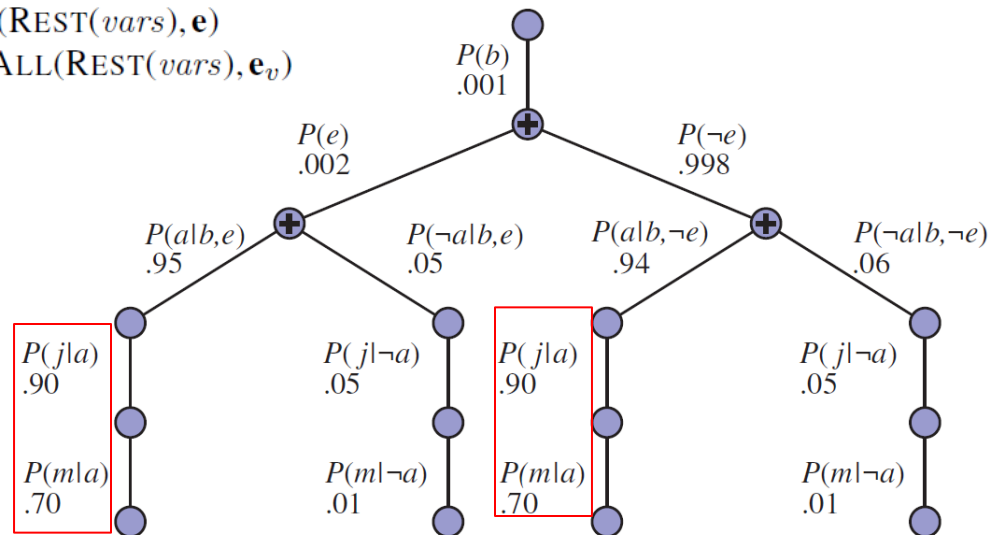 (REST(vars), e)
ALL(REST(vars), eᵥ)
P(b)
.001
P(e)
.002
P(¬e)
.998
P(a|b,e)
.95
P(¬a|b,e)
.05
P(a|b,¬e)
.94
P(¬a|b,¬e)
.06
P(j|a)
.90
P(j|¬a)
.05
P(j|a)
.90
P(j|¬a)
.05
P(m|a)
.70
P(m|¬a)
.01
P(m|a)
.70
P(m|¬a)
.01